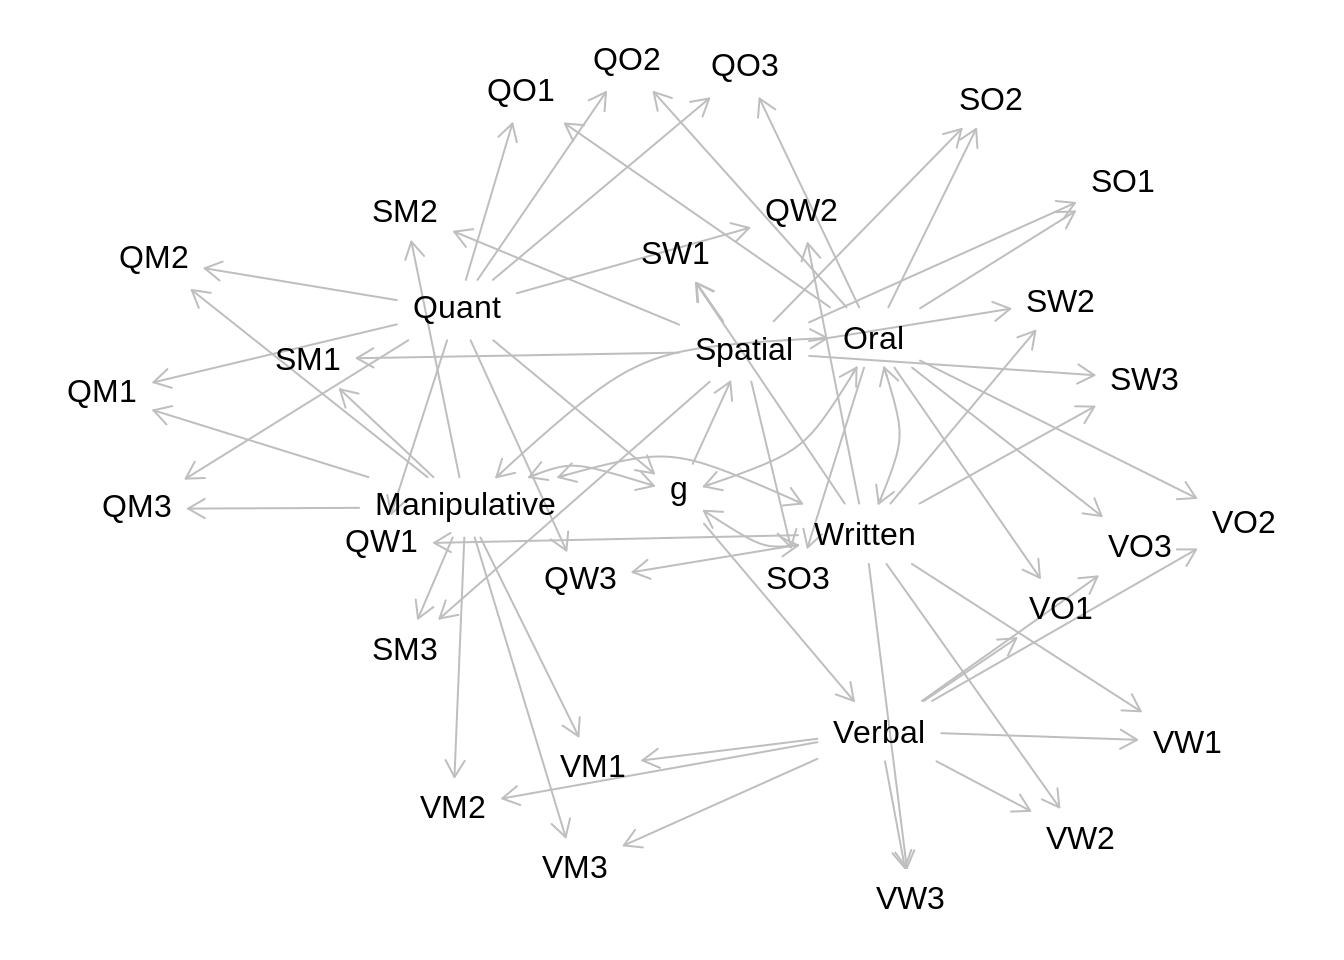 QO2
QO3
QO1
SO2
SO1
SM2
QW2
QM2
SW1
SW2
Quant
Oral
Spatial
SM1
SW3
QM1
g
QM3
Manipulative
VO2
Written
QW1
VO3
QW3
SO3
VO1
SM3
Verbal
VW1
VM1
VM2
VW2
VM3
VW3